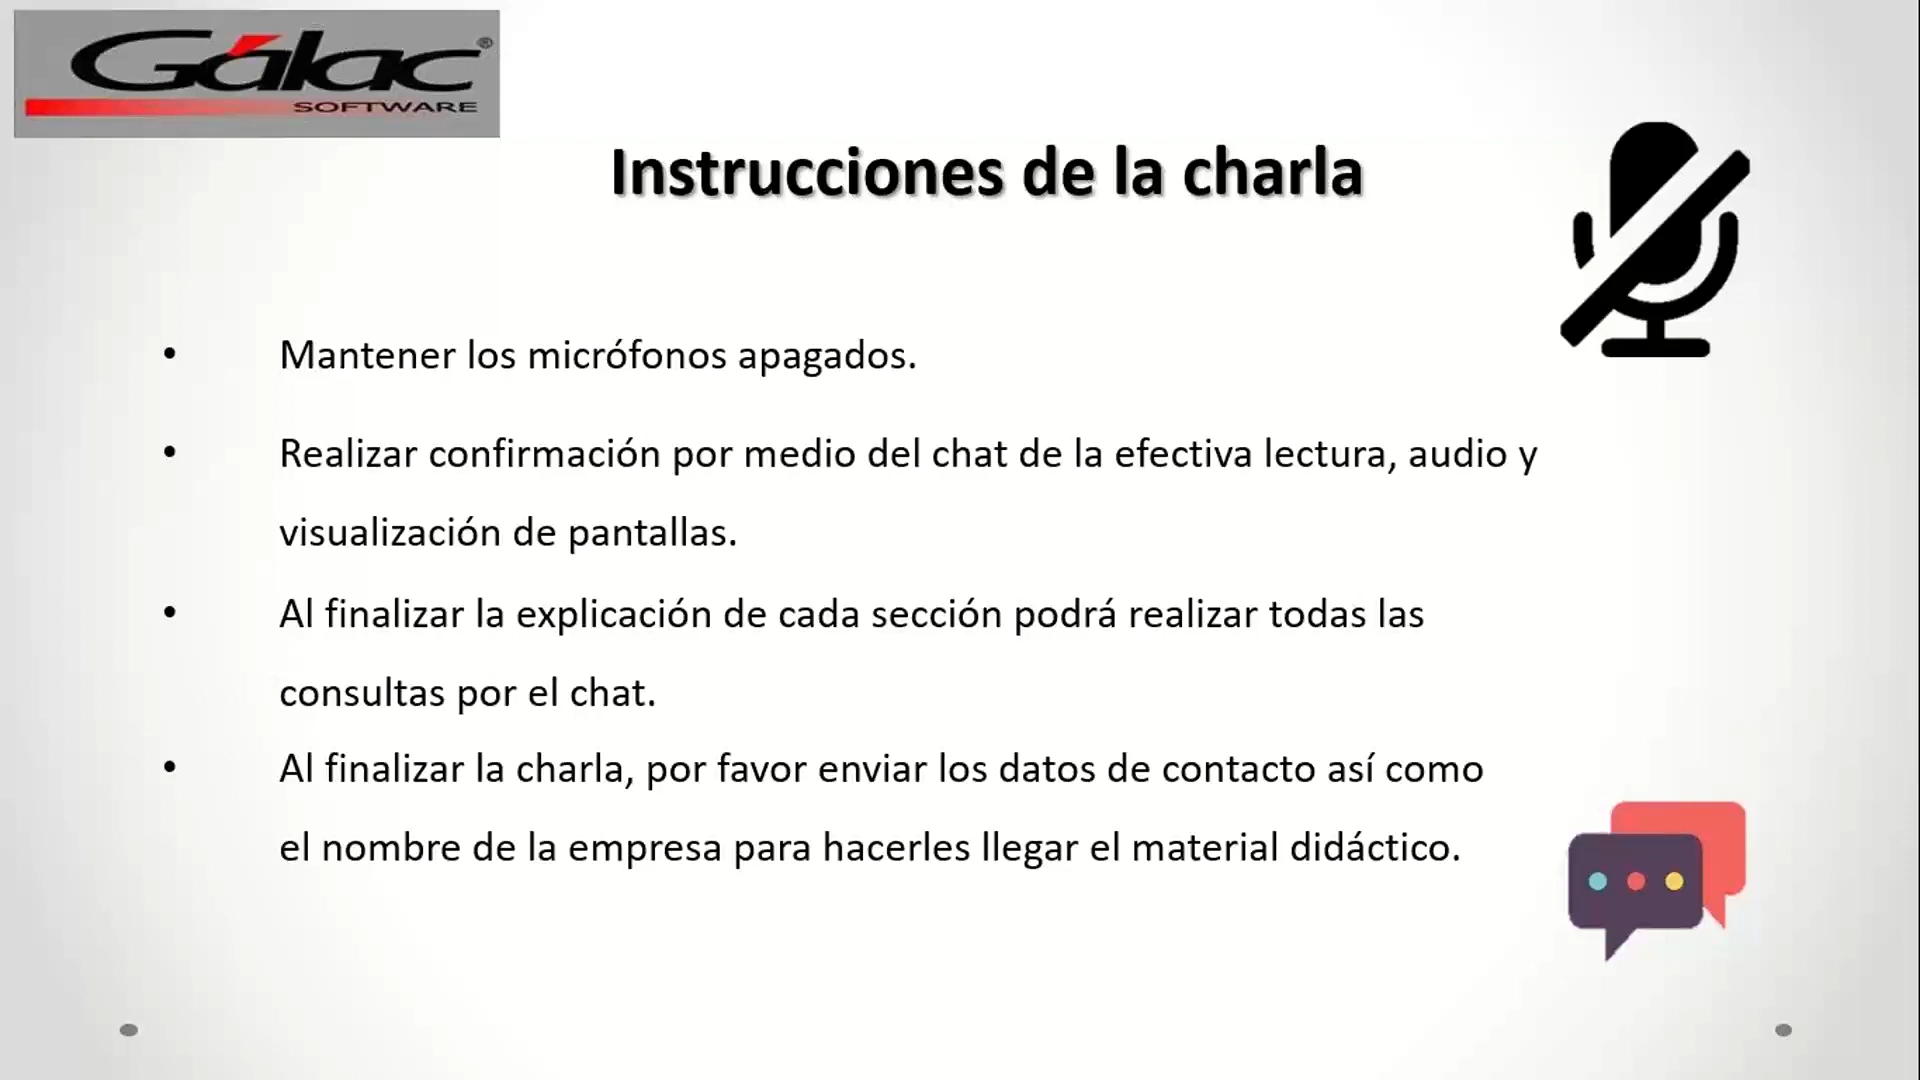 Gálac®
SOFTWARE
Instrucciones de la charla
• Mantener los micrófonos apagados.
• Realizar confirmación por medio del chat de la efectiva lectura, audio y
visualización de pantallas.
• Al finalizar la explicación de cada sección podrá realizar todas las
consultas por el chat.
• Al finalizar la charla, por favor enviar los datos de contacto así como
el nombre de la empresa para hacerles llegar el material didáctico.